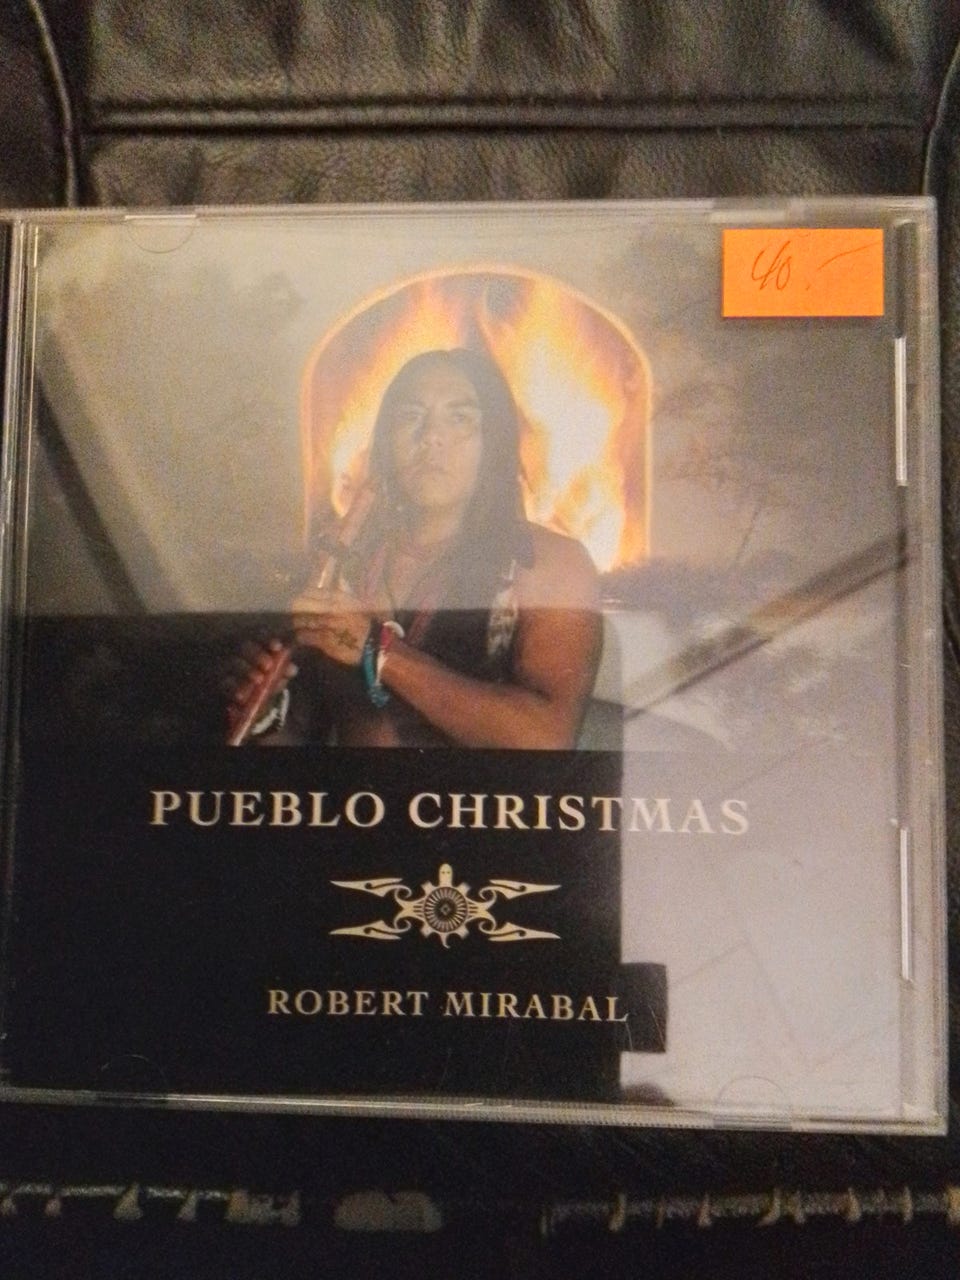 40.-
PUEBLO CHRISTMAS
ROBERT MIRABAL